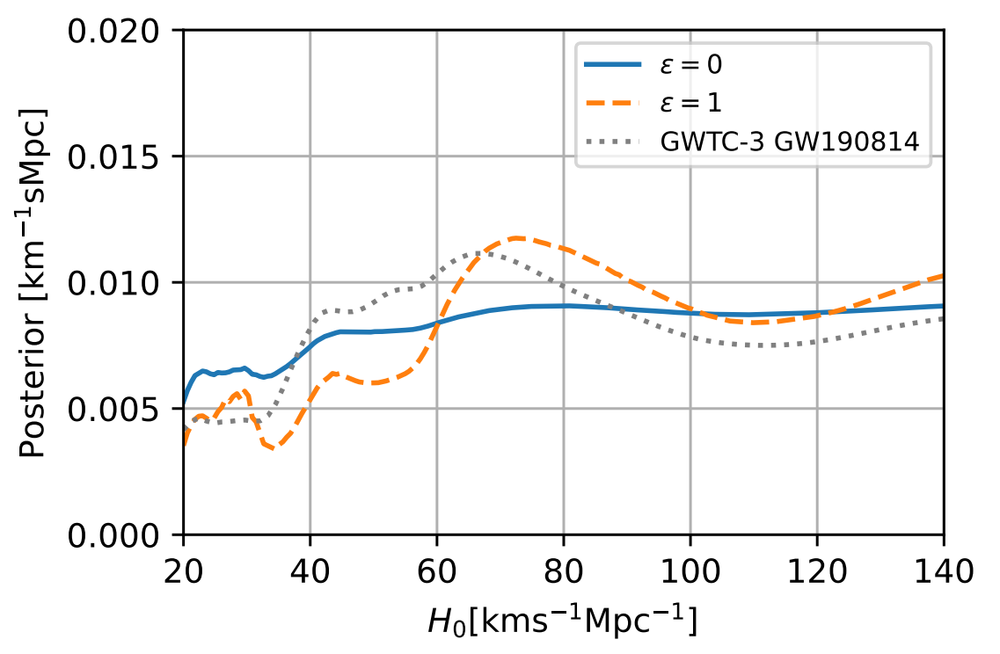 0.020
0.015
0.010
0.005
0.000
Posterior [km⁻¹sMpc]
ε = 0
ε = 1
GWTC-3 GW190814
20 40 60 80 100 120 140
H₀[kms⁻¹Mpc⁻¹]